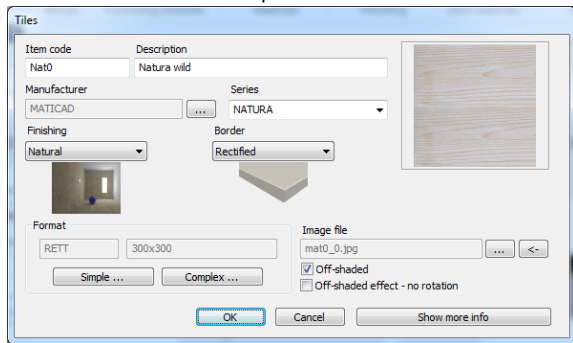 Tiles
Item code Description
Nat0 Natura wild
Manufacturer Series
MATICAD ... NATURA
Finishing Border
Natural Rectified
Format Image file
RETT 300x300 mat0_0.jpg ... <-
Simple ... Complex ... Off-shaded
Off-shaded effect - no rotation
OK Cancel Show more info